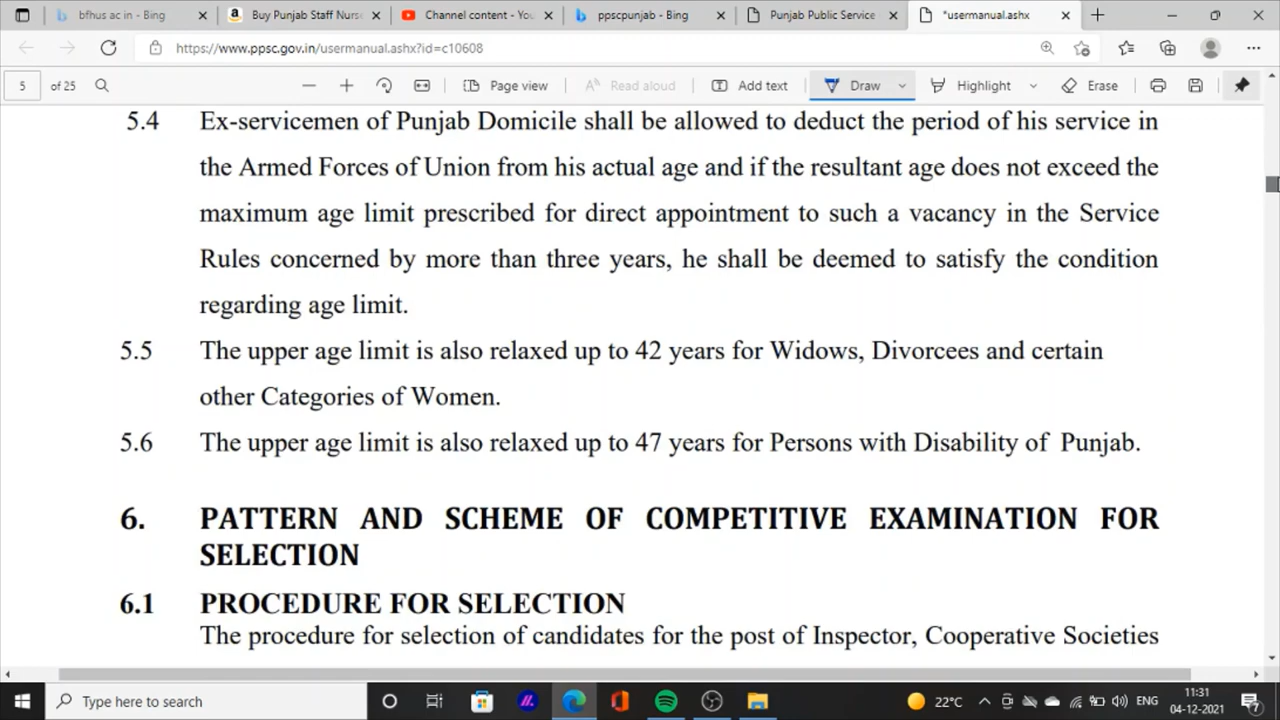 bfhus ac in - Bing
Buy Punjab Staff Nurse
Channel content - You
ppscpunjab - Bing
Punjab Public Service
*usermanual.ashx
https://www.ppsc.gov.in/usermanual.ashx?id=c10608
5 of 25
Page view
Read aloud
Add text
Draw
Highlight
Erase
5.4 Ex-servicemen of Punjab Domicile shall be allowed to deduct the period of his service in
the Armed Forces of Union from his actual age and if the resultant age does not exceed the
maximum age limit prescribed for direct appointment to such a vacancy in the Service
Rules concerned by more than three years, he shall be deemed to satisfy the condition
regarding age limit.
5.5 The upper age limit is also relaxed up to 42 years for Widows, Divorcees and certain
other Categories of Women.
5.6 The upper age limit is also relaxed up to 47 years for Persons with Disability of Punjab.
6. PATTERN AND SCHEME OF COMPETITIVE EXAMINATION FOR
SELECTION
6.1 PROCEDURE FOR SELECTION
The procedure for selection of candidates for the post of Inspector, Cooperative Societies
Type here to search
22°C
ENG
11:31
04-12-2021
7